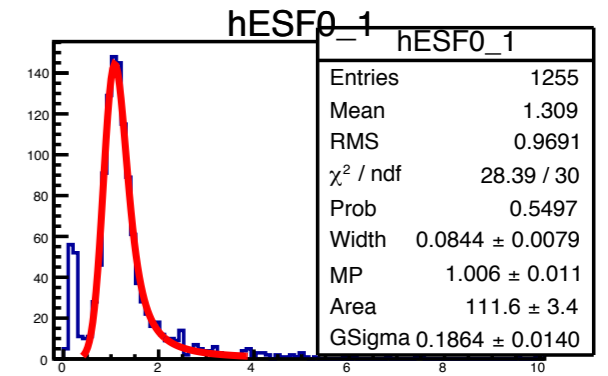 hESF0_1
hESF0_1
Entries 1255
Mean 1.309
RMS 0.9691
χ² / ndf 28.39 / 30
Prob 0.5497
Width 0.0844 ± 0.0079
MP 1.006 ± 0.011
Area 111.6 ± 3.4
GSigma 0.1864 ± 0.0140
140
120
100
80
60
40
20
0
0 2 4 6 8 10